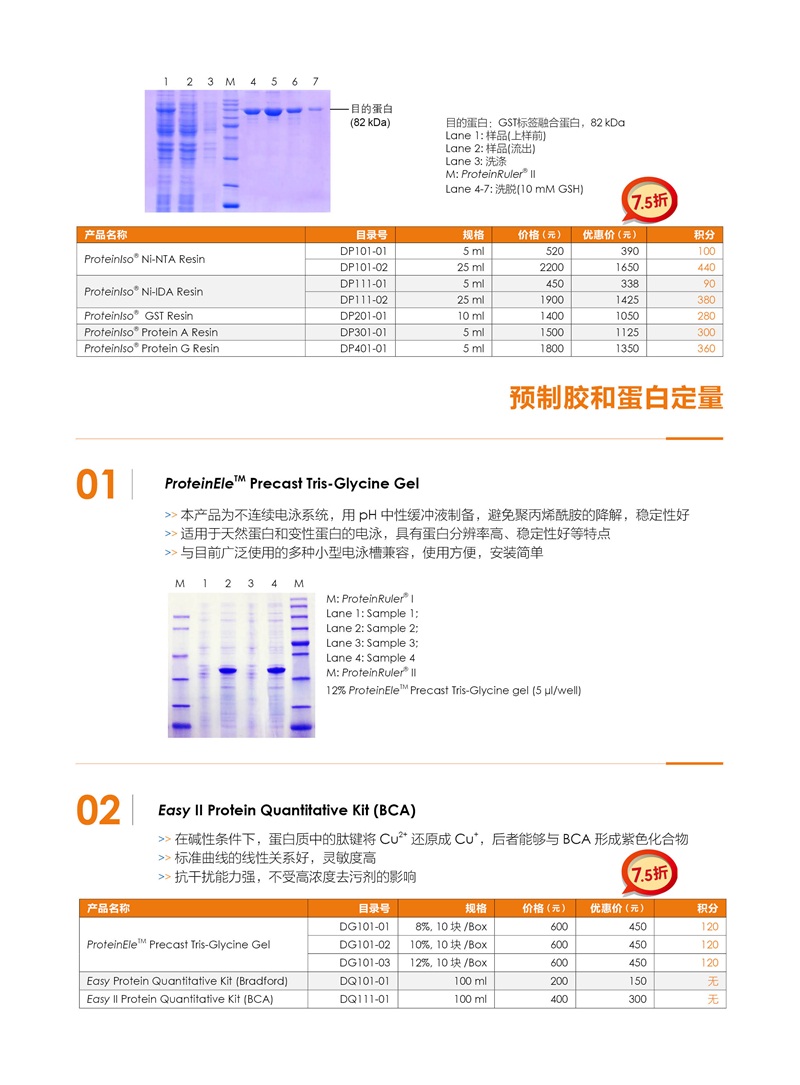 1 2 3 M 4 5 6 7
目的蛋白
(82 kDa)
目的蛋白：GST标签融合蛋白，82 kDa
Lane 1: 样品(上样前)
Lane 2: 样品(流出)
Lane 3: 洗涤
M: ProteinRuler® II
Lane 4-7: 洗脱(10 mM GSH)
7.5折
产品名称 目录号 规格 价格（元） 优惠价（元） 积分
ProteinIso® Ni-NTA Resin DP101-01 5 ml 520 390 100
DP101-02 25 ml 2200 1650 440
ProteinIso® Ni-IDA Resin DP111-01 5 ml 450 338 90
DP111-02 25 ml 1900 1425 380
ProteinIso® GST Resin DP201-01 10 ml 1400 1050 280
ProteinIso® Protein A Resin DP301-01 5 ml 1500 1125 300
ProteinIso® Protein G Resin DP401-01 5 ml 1800 1350 360
预制胶和蛋白定量
01 ProteinEle™ Precast Tris-Glycine Gel
>> 本产品为不连续电泳系统，用 pH 中性缓冲液制备，避免聚丙烯酰胺的降解，稳定性好
>> 适用于天然蛋白和变性蛋白的电泳，具有蛋白分辨率高、稳定性好等特点
>> 与目前广泛使用的多种小型电泳槽兼容，使用方便，安装简单
M 1 2 3 4 M
M: ProteinRuler® I
Lane 1: Sample 1;
Lane 2: Sample 2;
Lane 3: Sample 3;
Lane 4: Sample 4
M: ProteinRuler® II
12% ProteinEle™ Precast Tris-Glycine gel (5 μl/well)
02 Easy II Protein Quantitative Kit (BCA)
>> 在碱性条件下，蛋白质中的肽键将 Cu²⁺ 还原成 Cu⁺，后者能够与 BCA 形成紫色化合物
>> 标准曲线的线性关系好，灵敏度高
>> 抗干扰能力强，不受高浓度去污剂的影响
7.5折
产品名称 目录号 规格 价格（元） 优惠价（元） 积分
DG101-01 8%, 10 块 /Box 600 450 120
ProteinEle™ Precast Tris-Glycine Gel DG101-02 10%, 10 块 /Box 600 450 120
DG101-03 12%, 10 块 /Box 600 450 120
Easy Protein Quantitative Kit (Bradford) DQ101-01 100 ml 200 150 无
Easy II Protein Quantitative Kit (BCA) DQ111-01 100 ml 400 300 无